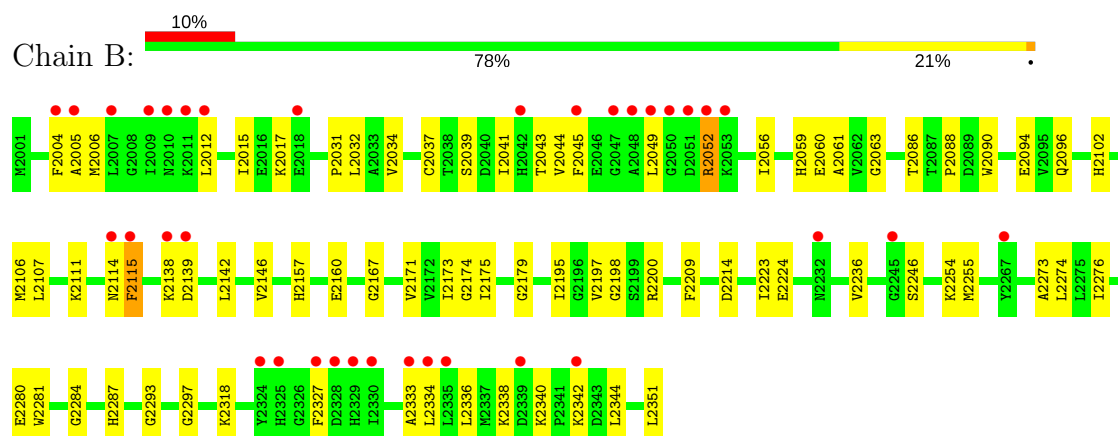 10%
Chain B:
78% 21% •
M2001 F2004 A2005 M2006 L2007 G2008 I2009 N2010 K2011 L2012 I2015 E2016 K2017 E2018 P2031 L2032 A2033 V2034 C2037 T2038 S2039 D2040 I2041 H2042 T2043 V2044 F2045 E2046 G2047 A2048 L2049 G2050 D2051 R2052 K2053 I2056 H2059 E2060 A2061 V2062 G2063 T2086 T2087 P2088 D2089 W2090 E2094 V2095 Q2096 H2102
M2106 L2107 K2111 N2114 F2115 K2138 D2139 L2142 V2146 H2157 E2160 G2167 V2171 V2172 I2173 G2174 I2175 G2179 I2195 G2196 V2197 G2198 S2199 R2200 F2209 D2214 I2223 E2224 N2232 V2236 G2245 S2246 K2254 M2255 Y2267 A2273 L2274 L2275 I2276
E2280 W2281 G2284 H2287 G2293 G2297 K2318 Y2324 H2325 G2326 F2327 D2328 H2329 I2330 A2333 L2334 L2335 L2336 M2337 K2338 D2339 K2340 P2341 K2342 D2343 L2344 L2351